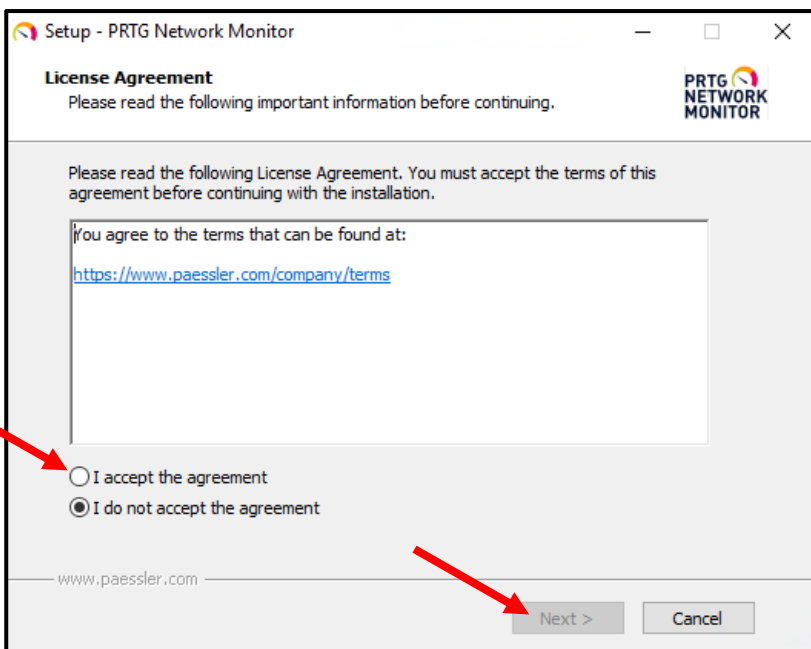 Setup - PRTG Network Monitor
License Agreement
Please read the following important information before continuing.
PRTG
NETWORK
MONITOR
Please read the following License Agreement. You must accept the terms of this
agreement before continuing with the installation.
You agree to the terms that can be found at:
https://www.paessler.com/company/terms
I accept the agreement
I do not accept the agreement
www.paessler.com
Next >
Cancel